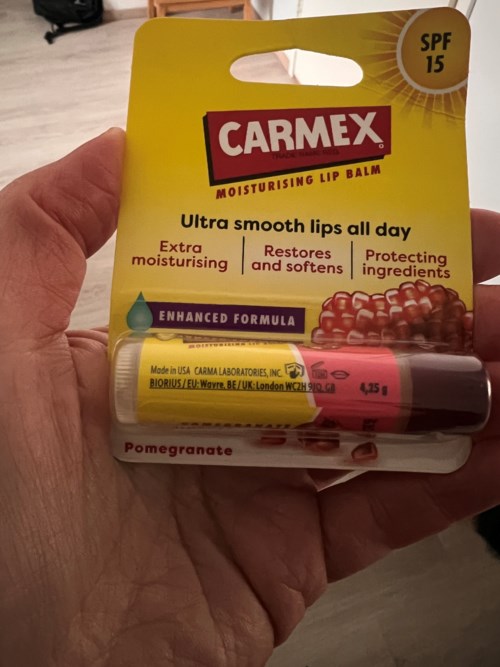 SPF
15
CARMEX
MOISTURISING LIP BALM
Ultra smooth lips all day
Extra
moisturising
Restores
and softens
Protecting
ingredients
ENHANCED FORMULA
Made in USA CARMA LABORATORIES, INC.
BIORIUS / EU: Wavre, BE / UK: London WC2H 9JQ, GB
4,25 g
Pomegranate